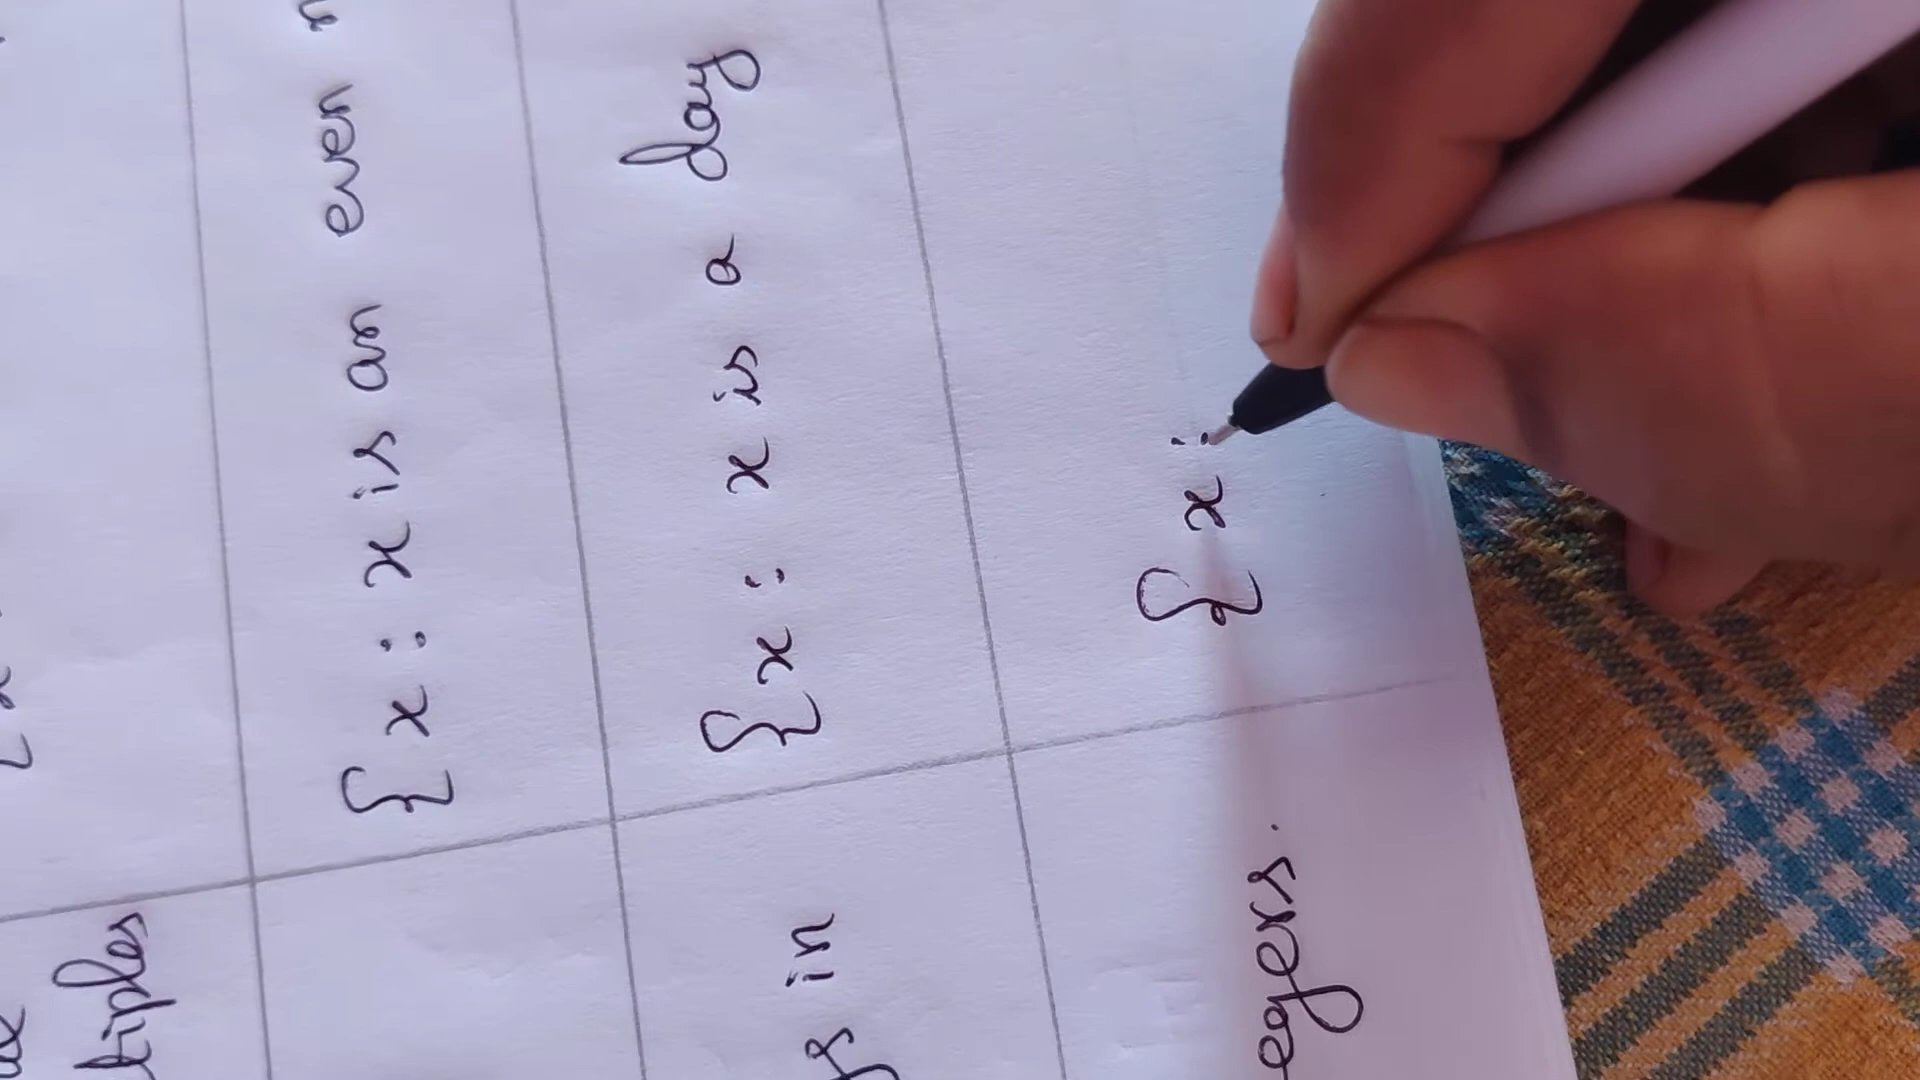 tiples
{x : x is an even
s in
{x : x is a day
egers.
{x :